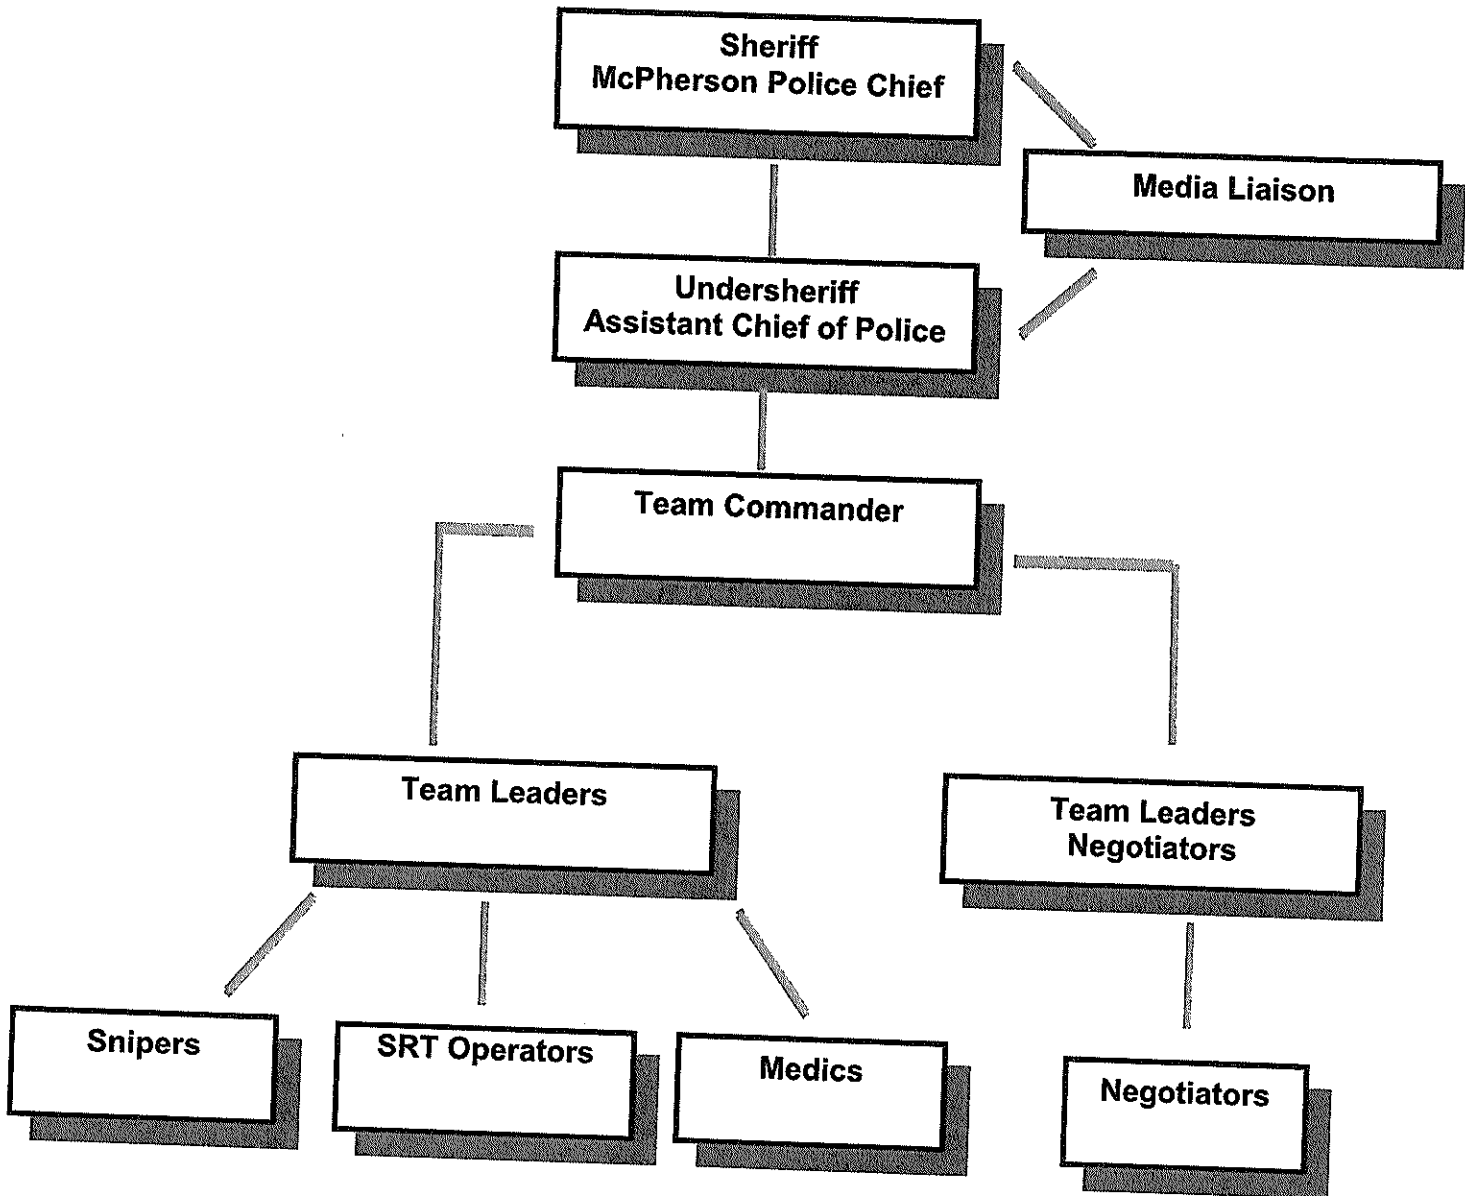 Sheriff
McPherson Police Chief
Media Liaison
Undersheriff
Assistant Chief of Police
Team Commander
Team Leaders
Team Leaders
Negotiators
Snipers
SRT Operators
Medics
Negotiators